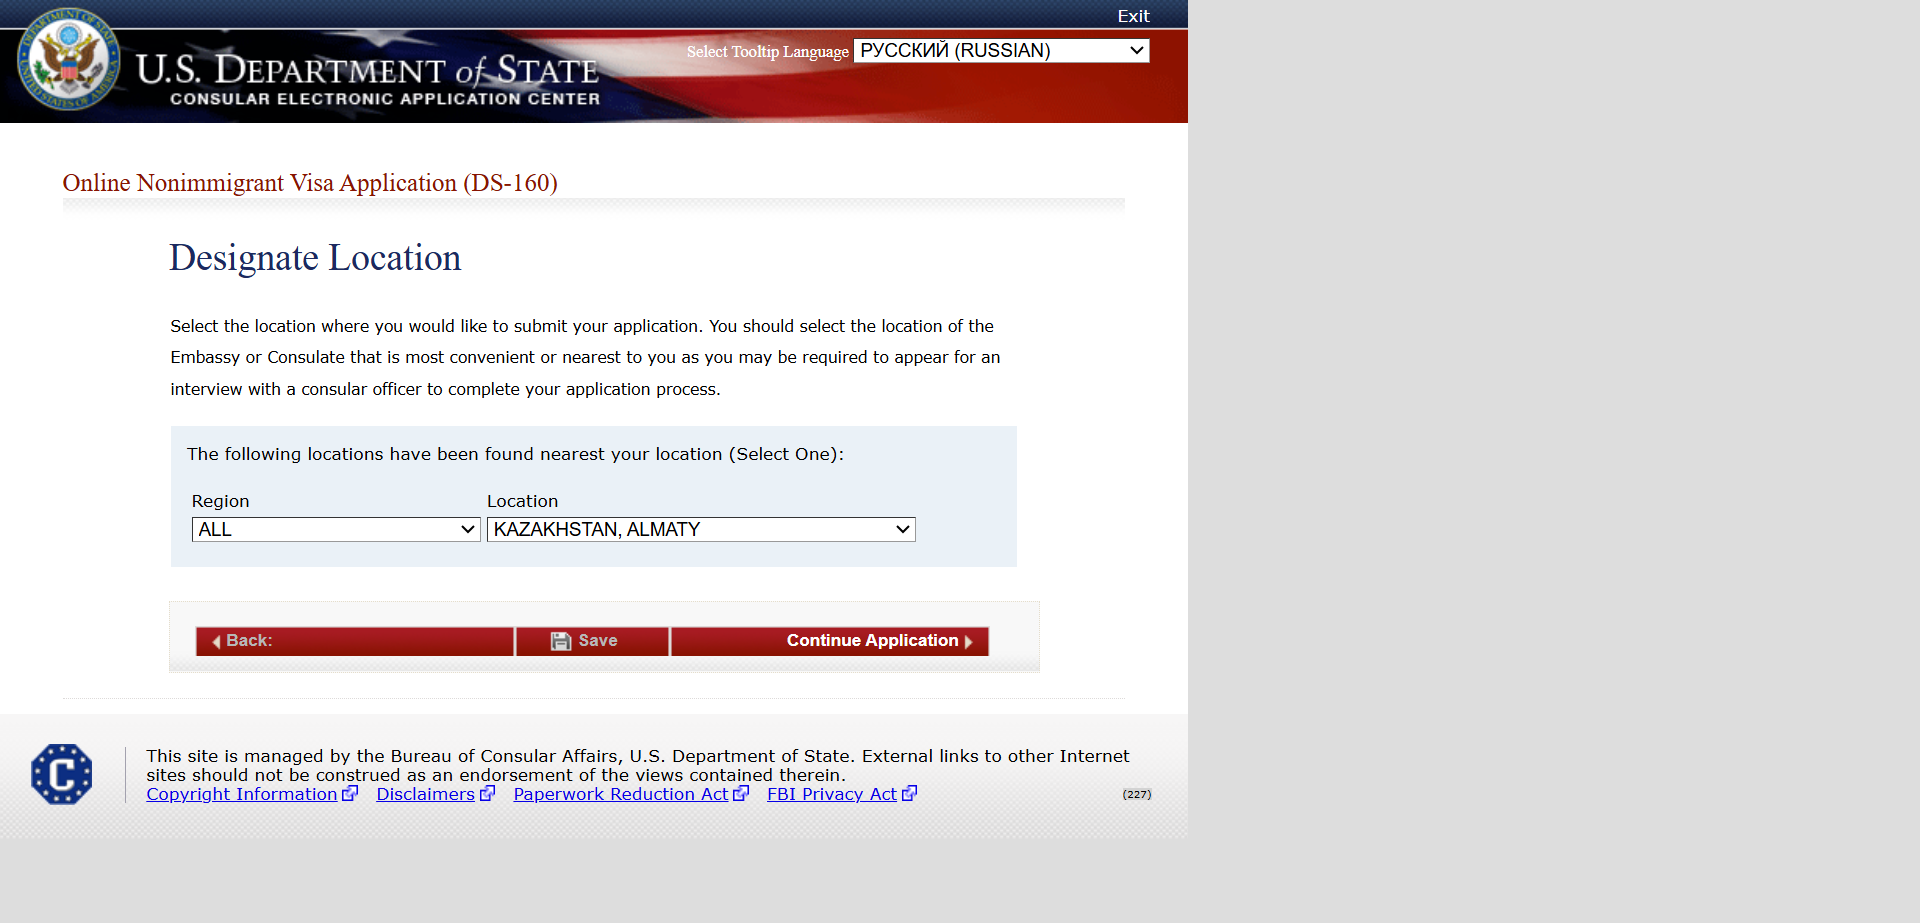 Exit
Select Tooltip Language РУССКИЙ (RUSSIAN)
U.S. DEPARTMENT of STATE
CONSULAR ELECTRONIC APPLICATION CENTER
Online Nonimmigrant Visa Application (DS-160)
Designate Location
Select the location where you would like to submit your application. You should select the location of the
Embassy or Consulate that is most convenient or nearest to you as you may be required to appear for an
interview with a consular officer to complete your application process.
The following locations have been found nearest your location (Select One):
Region Location
ALL KAZAKHSTAN, ALMATY
Back: Save Continue Application
This site is managed by the Bureau of Consular Affairs, U.S. Department of State. External links to other Internet
sites should not be construed as an endorsement of the views contained therein.
Copyright Information Disclaimers Paperwork Reduction Act FBI Privacy Act (227)
C